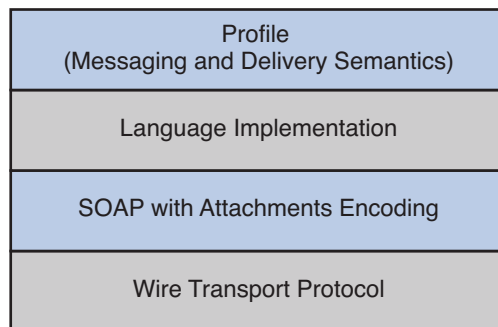 Profile
(Messaging and Delivery Semantics)
Language Implementation
SOAP with Attachments Encoding
Wire Transport Protocol